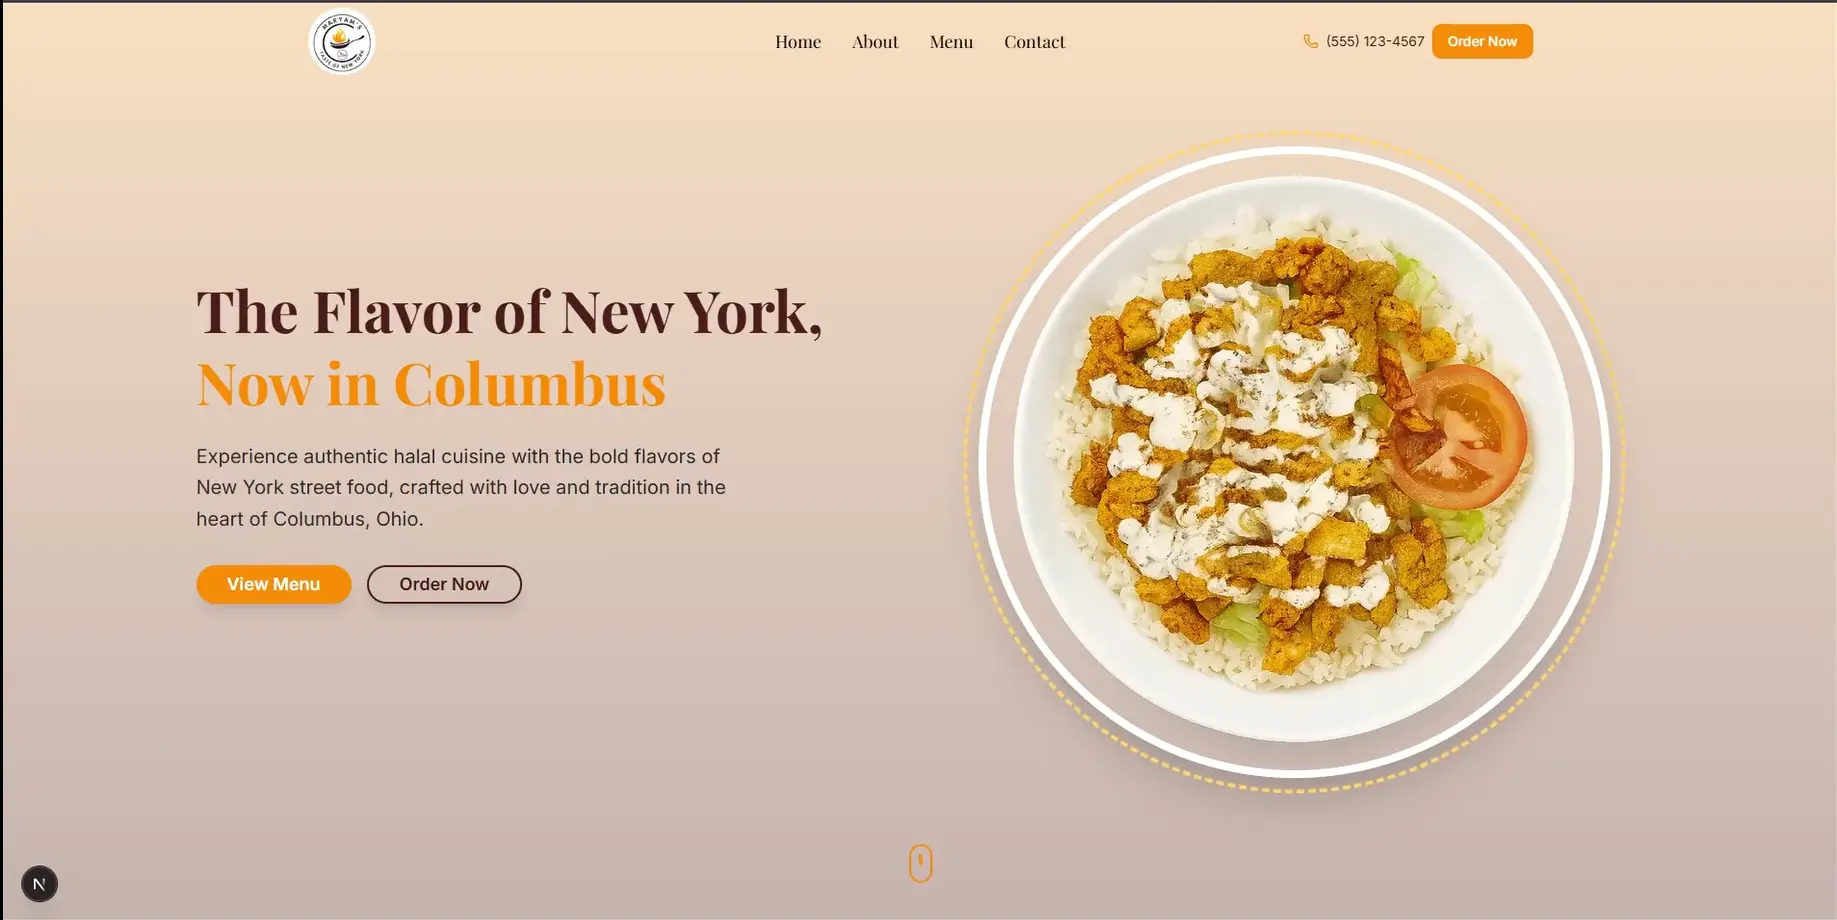 MARYAM'S
TASTE OF NEW YORK
Home About Menu Contact
(555) 123-4567
Order Now
The Flavor of New York,
Now in Columbus
Experience authentic halal cuisine with the bold flavors of
New York street food, crafted with love and tradition in the
heart of Columbus, Ohio.
View Menu
Order Now
N